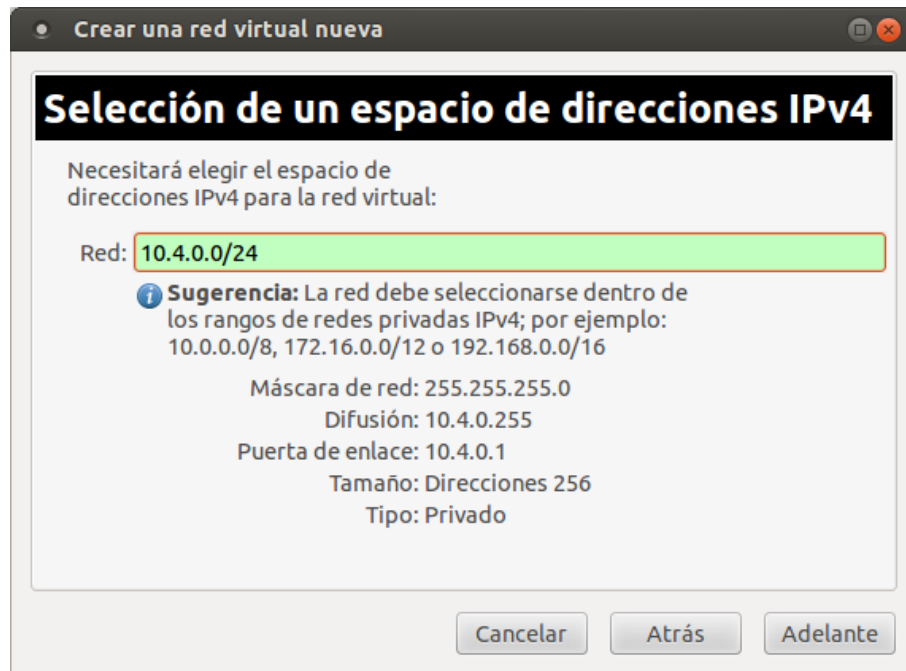 Crear una red virtual nueva
Selección de un espacio de direcciones IPv4
Necesitará elegir el espacio de
direcciones IPv4 para la red virtual:
Red: 10.4.0.0/24
Sugerencia: La red debe seleccionarse dentro de
los rangos de redes privadas IPv4; por ejemplo:
10.0.0.0/8, 172.16.0.0/12 o 192.168.0.0/16
Máscara de red: 255.255.255.0
Difusión: 10.4.0.255
Puerta de enlace: 10.4.0.1
Tamaño: Direcciones 256
Tipo: Privado
Cancelar Atrás Adelante